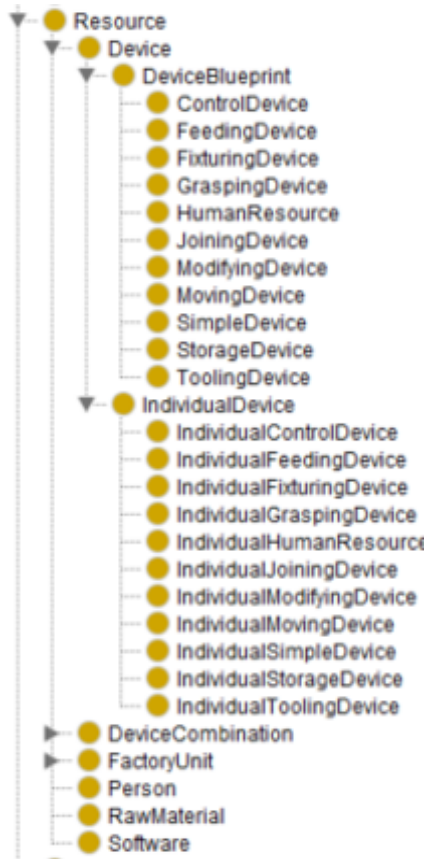 Resource
Device
DeviceBlueprint
ControlDevice
FeedingDevice
FixturingDevice
GraspingDevice
HumanResource
JoiningDevice
ModifyingDevice
MovingDevice
SimpleDevice
StorageDevice
ToolingDevice
IndividualDevice
IndividualControlDevice
IndividualFeedingDevice
IndividualFixturingDevice
IndividualGraspingDevice
IndividualHumanResource
IndividualJoiningDevice
IndividualModifyingDevice
IndividualMovingDevice
IndividualSimpleDevice
IndividualStorageDevice
IndividualToolingDevice
DeviceCombination
FactoryUnit
Person
RawMaterial
Software